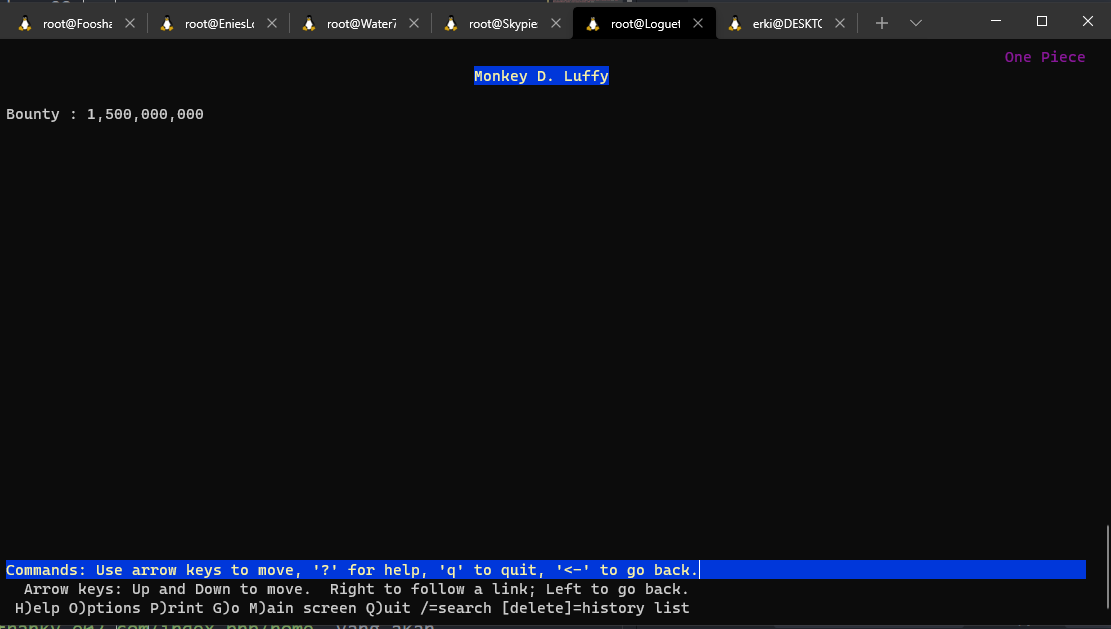 root@Foosha
root@EniesLo
root@Water7
root@Skypie
root@Loguet
erki@DESKTO
One Piece
Monkey D. Luffy
Bounty : 1,500,000,000
Commands: Use arrow keys to move, '?' for help, 'q' to quit, '<-' to go back.
Arrow keys: Up and Down to move. Right to follow a link; Left to go back.
H)elp O)ptions P)rint G)o M)ain screen Q)uit /=search [delete]=history list